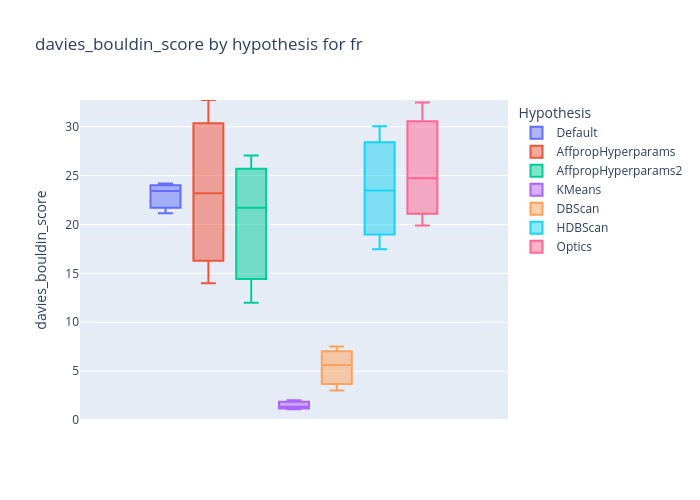 davies_bouldin_score by hypothesis for fr
Hypothesis
Default
AffpropHyperparams
AffpropHyperparams2
KMeans
DBScan
HDBScan
Optics
davies_bouldin_score
30
25
20
15
10
5
0